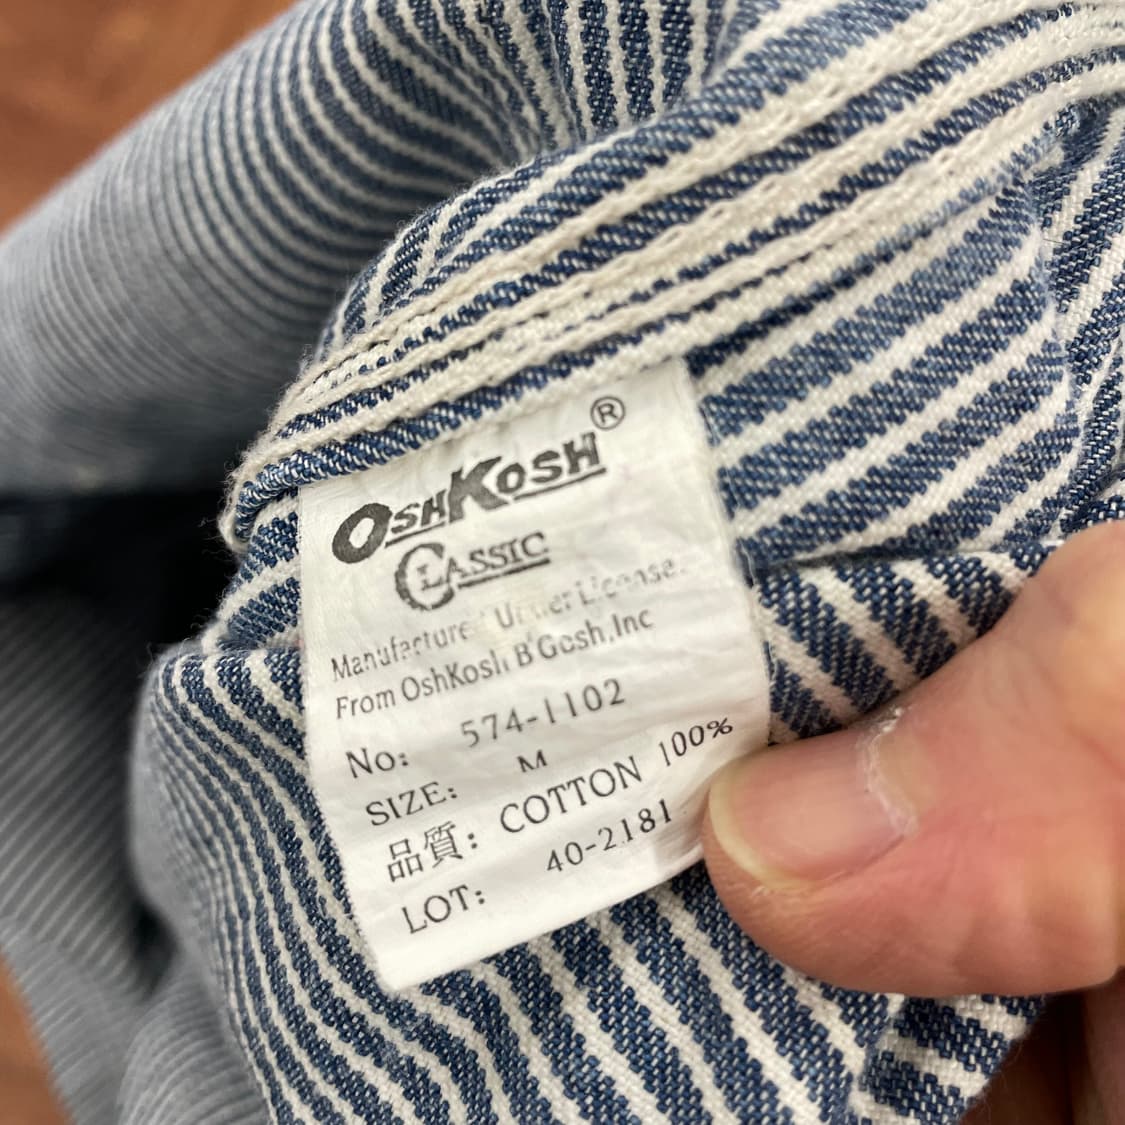 OSHKOSH®
CLASSIC
Manufactured Under License
From OshKosh B'Gosh,Inc
No: 574-1102
SIZE: M
品質: COTTON 100%
LOT: 40-2181